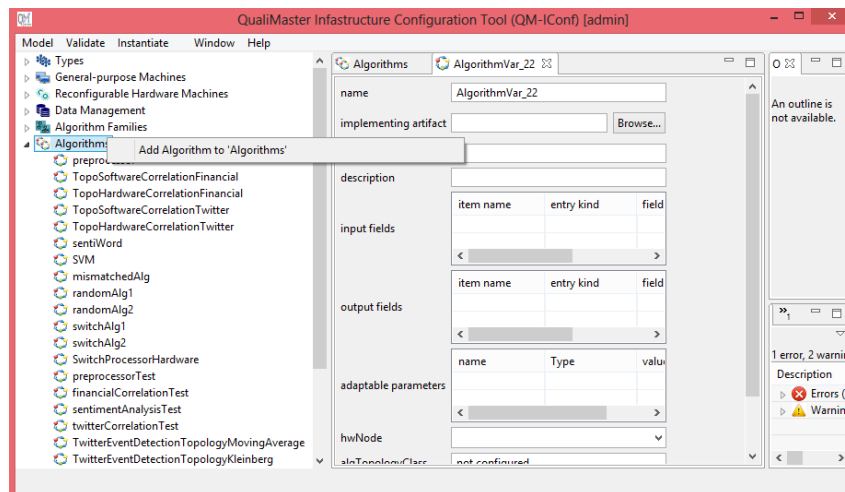 QM
QualiMaster Infastructure Configuration Tool (QM-IConf) [admin]
Model Validate Instantiate Window Help
Types
General-purpose Machines
Reconfigurable Hardware Machines
Data Management
Algorithm Families
Algorithms
Add Algorithm to 'Algorithms'
TopoSoftwareCorrelationFinancial
TopoHardwareCorrelationFinancial
TopoSoftwareCorrelationTwitter
TopoHardwareCorrelationTwitter
sentiWord
SVM
mismatchedAlg
randomAlg1
randomAlg2
switchAlg1
switchAlg2
SwitchProcessorHardware
preprocessorTest
financialCorrelationTest
sentimentAnalysisTest
twitterCorrelationTest
TwitterEventDetectionTopologyMovingAverage
TwitterEventDetectionTopologyKleinberg
Algorithms
AlgorithmVar_22
name
AlgorithmVar_22
implementing artifact
Browse...
description
input fields
item name entry kind field
output fields
item name entry kind field
adaptable parameters
name Type valu
hwNode
algTopologyClass
not configured
O
An outline is
not available.
1
1 error, 2 warnin
Description
Errors (
Warnin